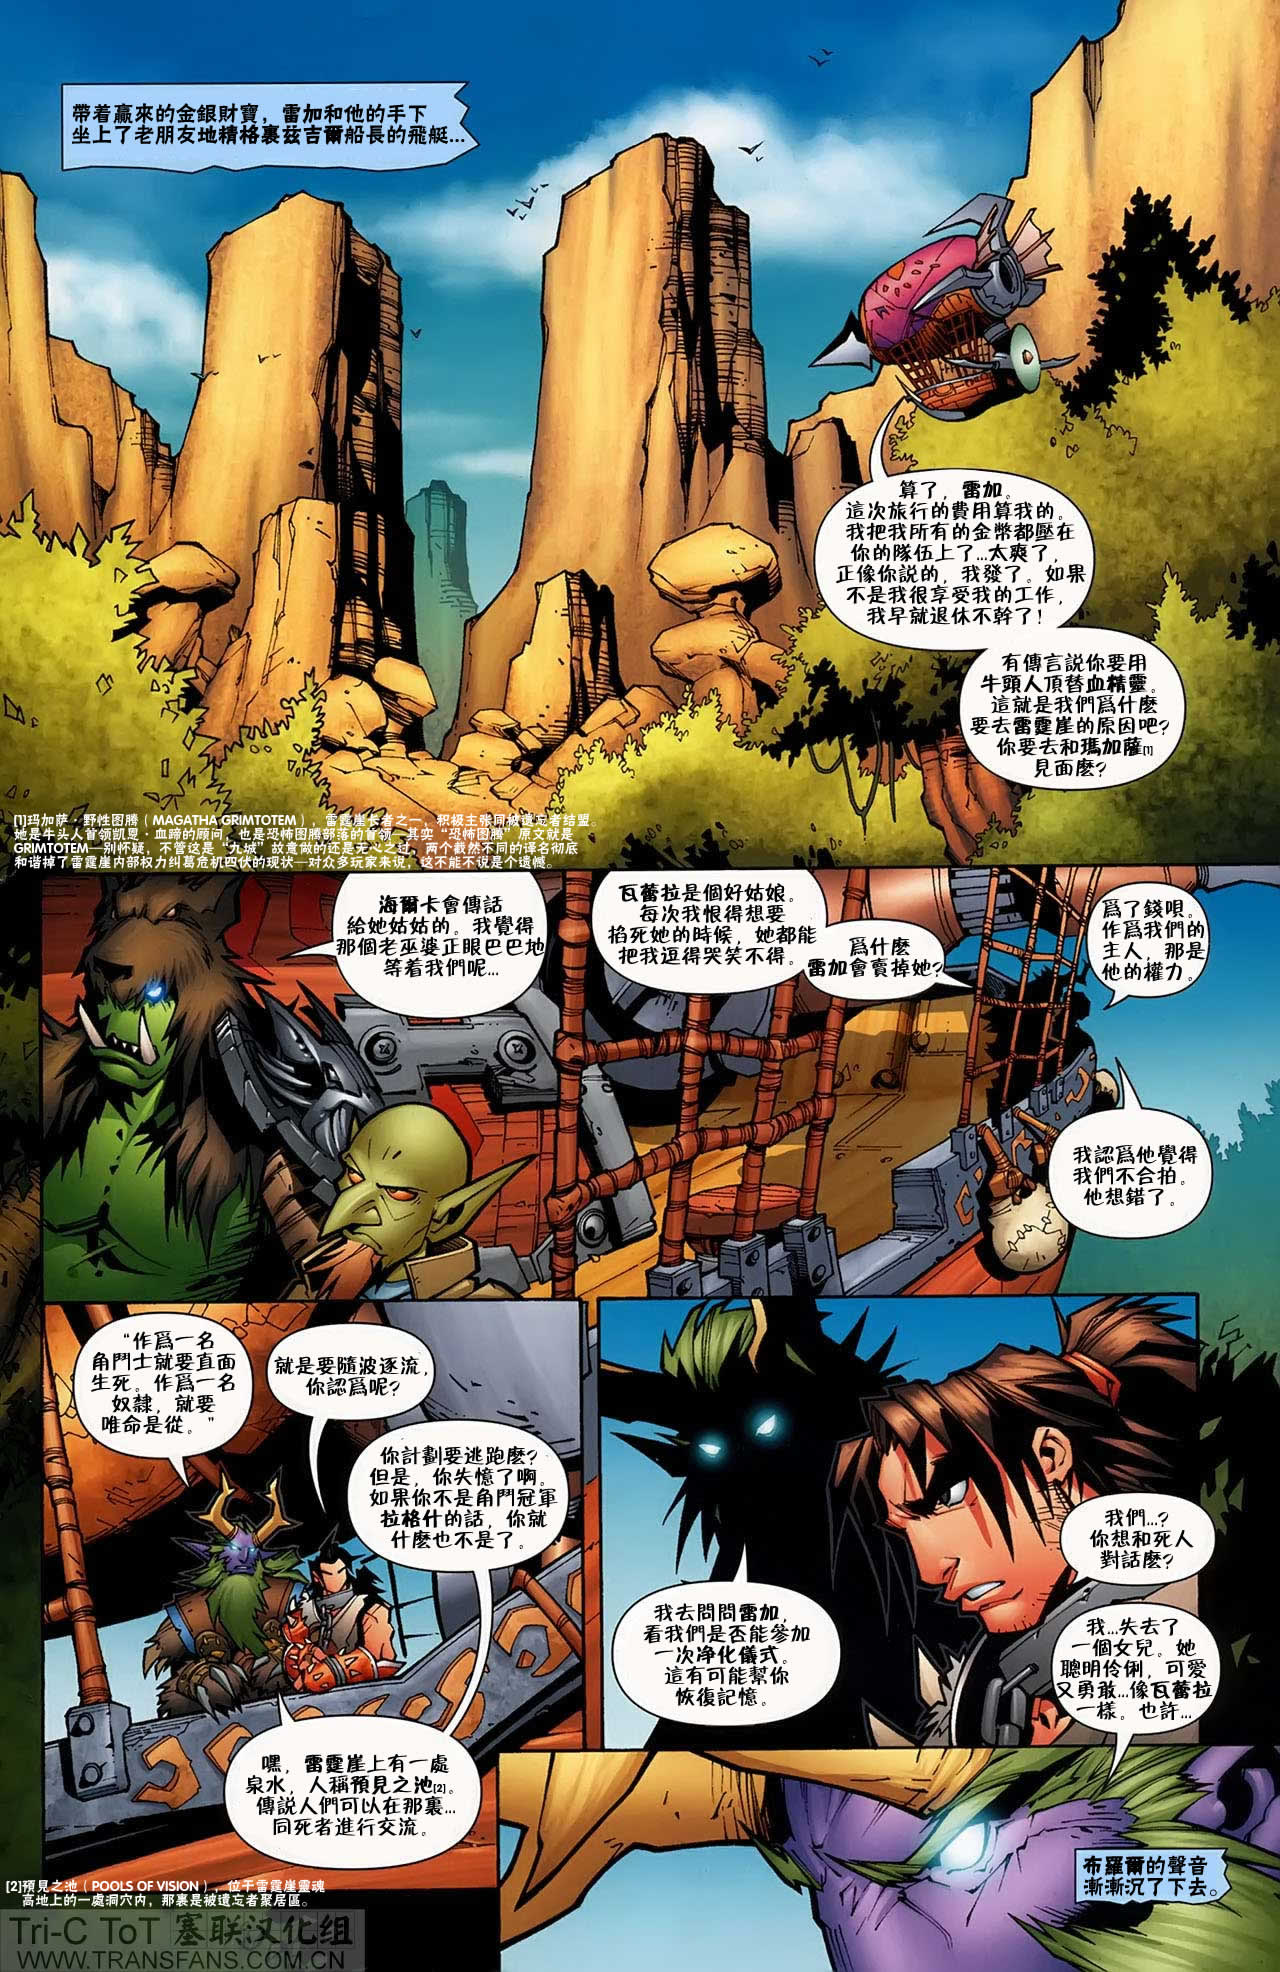 帶着贏來的金銀財寶，雷加和他的手下
坐上了老朋友地精格裏茲吉爾船長的飛艇...
算了，雷加。
這次旅行的費用算我的。
我把我所有的金幣都壓在
你的隊伍上了...太爽了，
正像你說的，我發了。如果
不是我很享受我的工作，
我早就退休不幹了！
有傳言説你要用
牛頭人頂替血精靈。
這就是我們爲什麼
要去雷霆崖的原因吧?
你要去和瑪加薩[1]
見面麽?
[1]玛加萨·野性图腾（MAGATHA GRIMTOTEM），雷霆崖长者之一，积极主张同被遗忘者结盟。
她是牛头人首领凯恩·血蹄的顾问，也是恐怖图腾部落的首领—其实“恐怖图腾”原文就是
GRIMTOTEM—别怀疑，不管这是“九城”故意做的还是无心之过，两个截然不同的译名彻底
和谐掉了雷霆崖内部权力纠葛危机四伏的现状—对众多玩家来说，这不能不说是个遗憾。
海爾卡會傳話
給她姑姑的。我覺得
那個老巫婆正眼巴巴地
等着我們呢...
瓦蕾拉是個好姑娘。
每次我恨得想要
掐死她的時候，她都能
把我逗得哭笑不得。
爲什麽
雷加會賣掉她?
爲了錢唄。
作爲我們的
主人，那是
他的權力。
我認爲他覺得
我們不合拍。
他想錯了。
“作爲一名
角鬥士就要直面
生死。作爲一名
奴隸，就要
唯命是從。”
就是要隨波逐流，
你認爲呢?
你計劃要逃跑麽?
但是，你失憶了啊。
如果你不是角鬥冠軍
拉格什的話，你就
什麽也不是了。
嘿，雷霆崖上有一處
泉水，人稱預見之池[2]。
傳說人們可以在那裏...
同死者進行交流。
[2]預見之池（POOLS OF VISION），位于雷霆崖靈魂
高地上的一處洞穴内，那裏是被遺忘者聚居區。
我們...?
你想和死人
對話麽?
我去問問雷加，
看我們是否能參加
一次净化儀式。
這有可能幫你
恢復記憶。
我...失去了
一個女兒。她
聰明伶俐，可愛
又勇敢...像瓦蕾拉
一樣。也許...
布羅爾的聲音
漸漸沉了下去。
Tri-C ToT 塞联汉化组
WWW.TRANSFANS.COM.CN